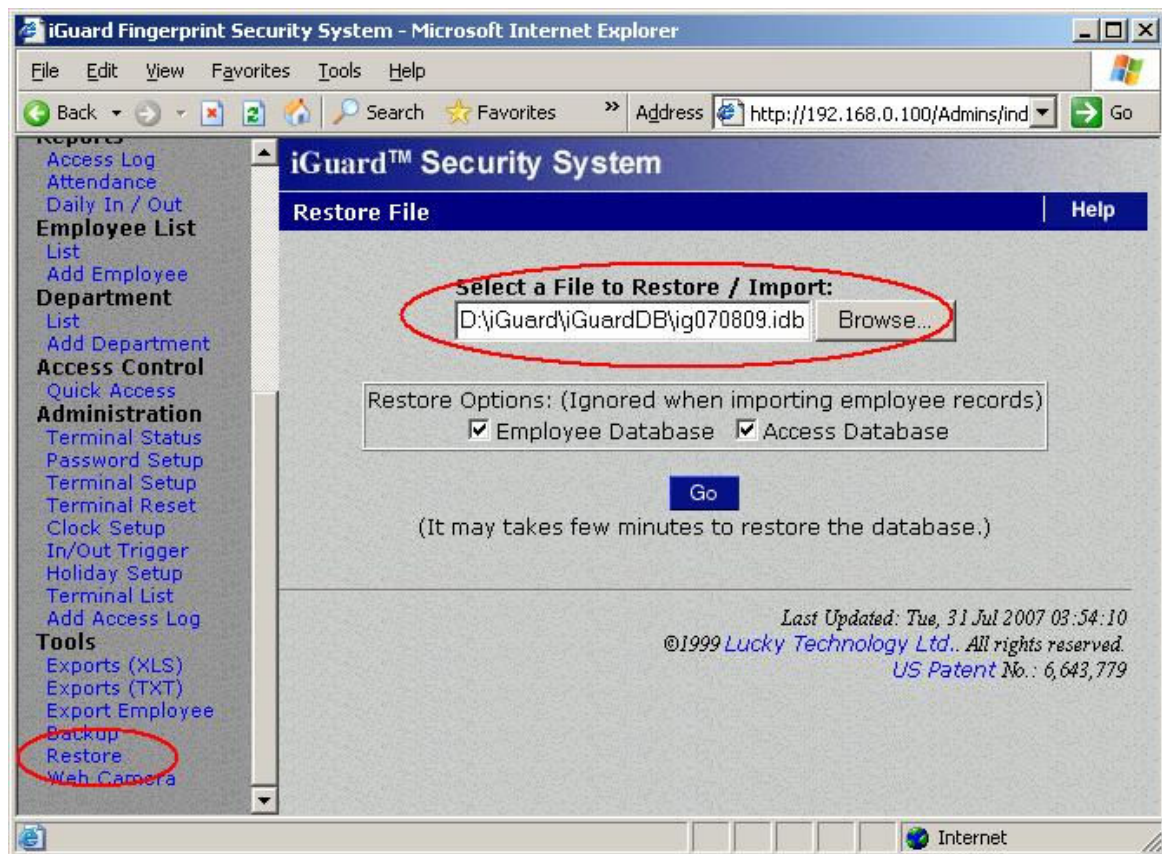 iGuard Fingerprint Security System - Microsoft Internet Explorer
File Edit View Favorites Tools Help
Back Search Favorites » Address http://192.168.0.100/Admins/ind Go
Reports
Access Log
Attendance
Daily In / Out
Employee List
List
Add Employee
Department
List
Add Department
Access Control
Quick Access
Administration
Terminal Status
Password Setup
Terminal Setup
Terminal Reset
Clock Setup
In/Out Trigger
Holiday Setup
Terminal List
Add Access Log
Tools
Exports (XLS)
Exports (TXT)
Export Employee
Backup
Restore
Web Camera
iGuard™ Security System
Restore File | Help
Select a File to Restore / Import:
D:\iGuard\iGuardDB\ig070809.idb Browse...
Restore Options: (Ignored when importing employee records)
Employee Database Access Database
Go
(It may takes few minutes to restore the database.)
Last Updated: Tue, 31 Jul 2007 03:54:10
©1999 Lucky Technology Ltd.. All rights reserved.
US Patent No.: 6,643,779
Internet